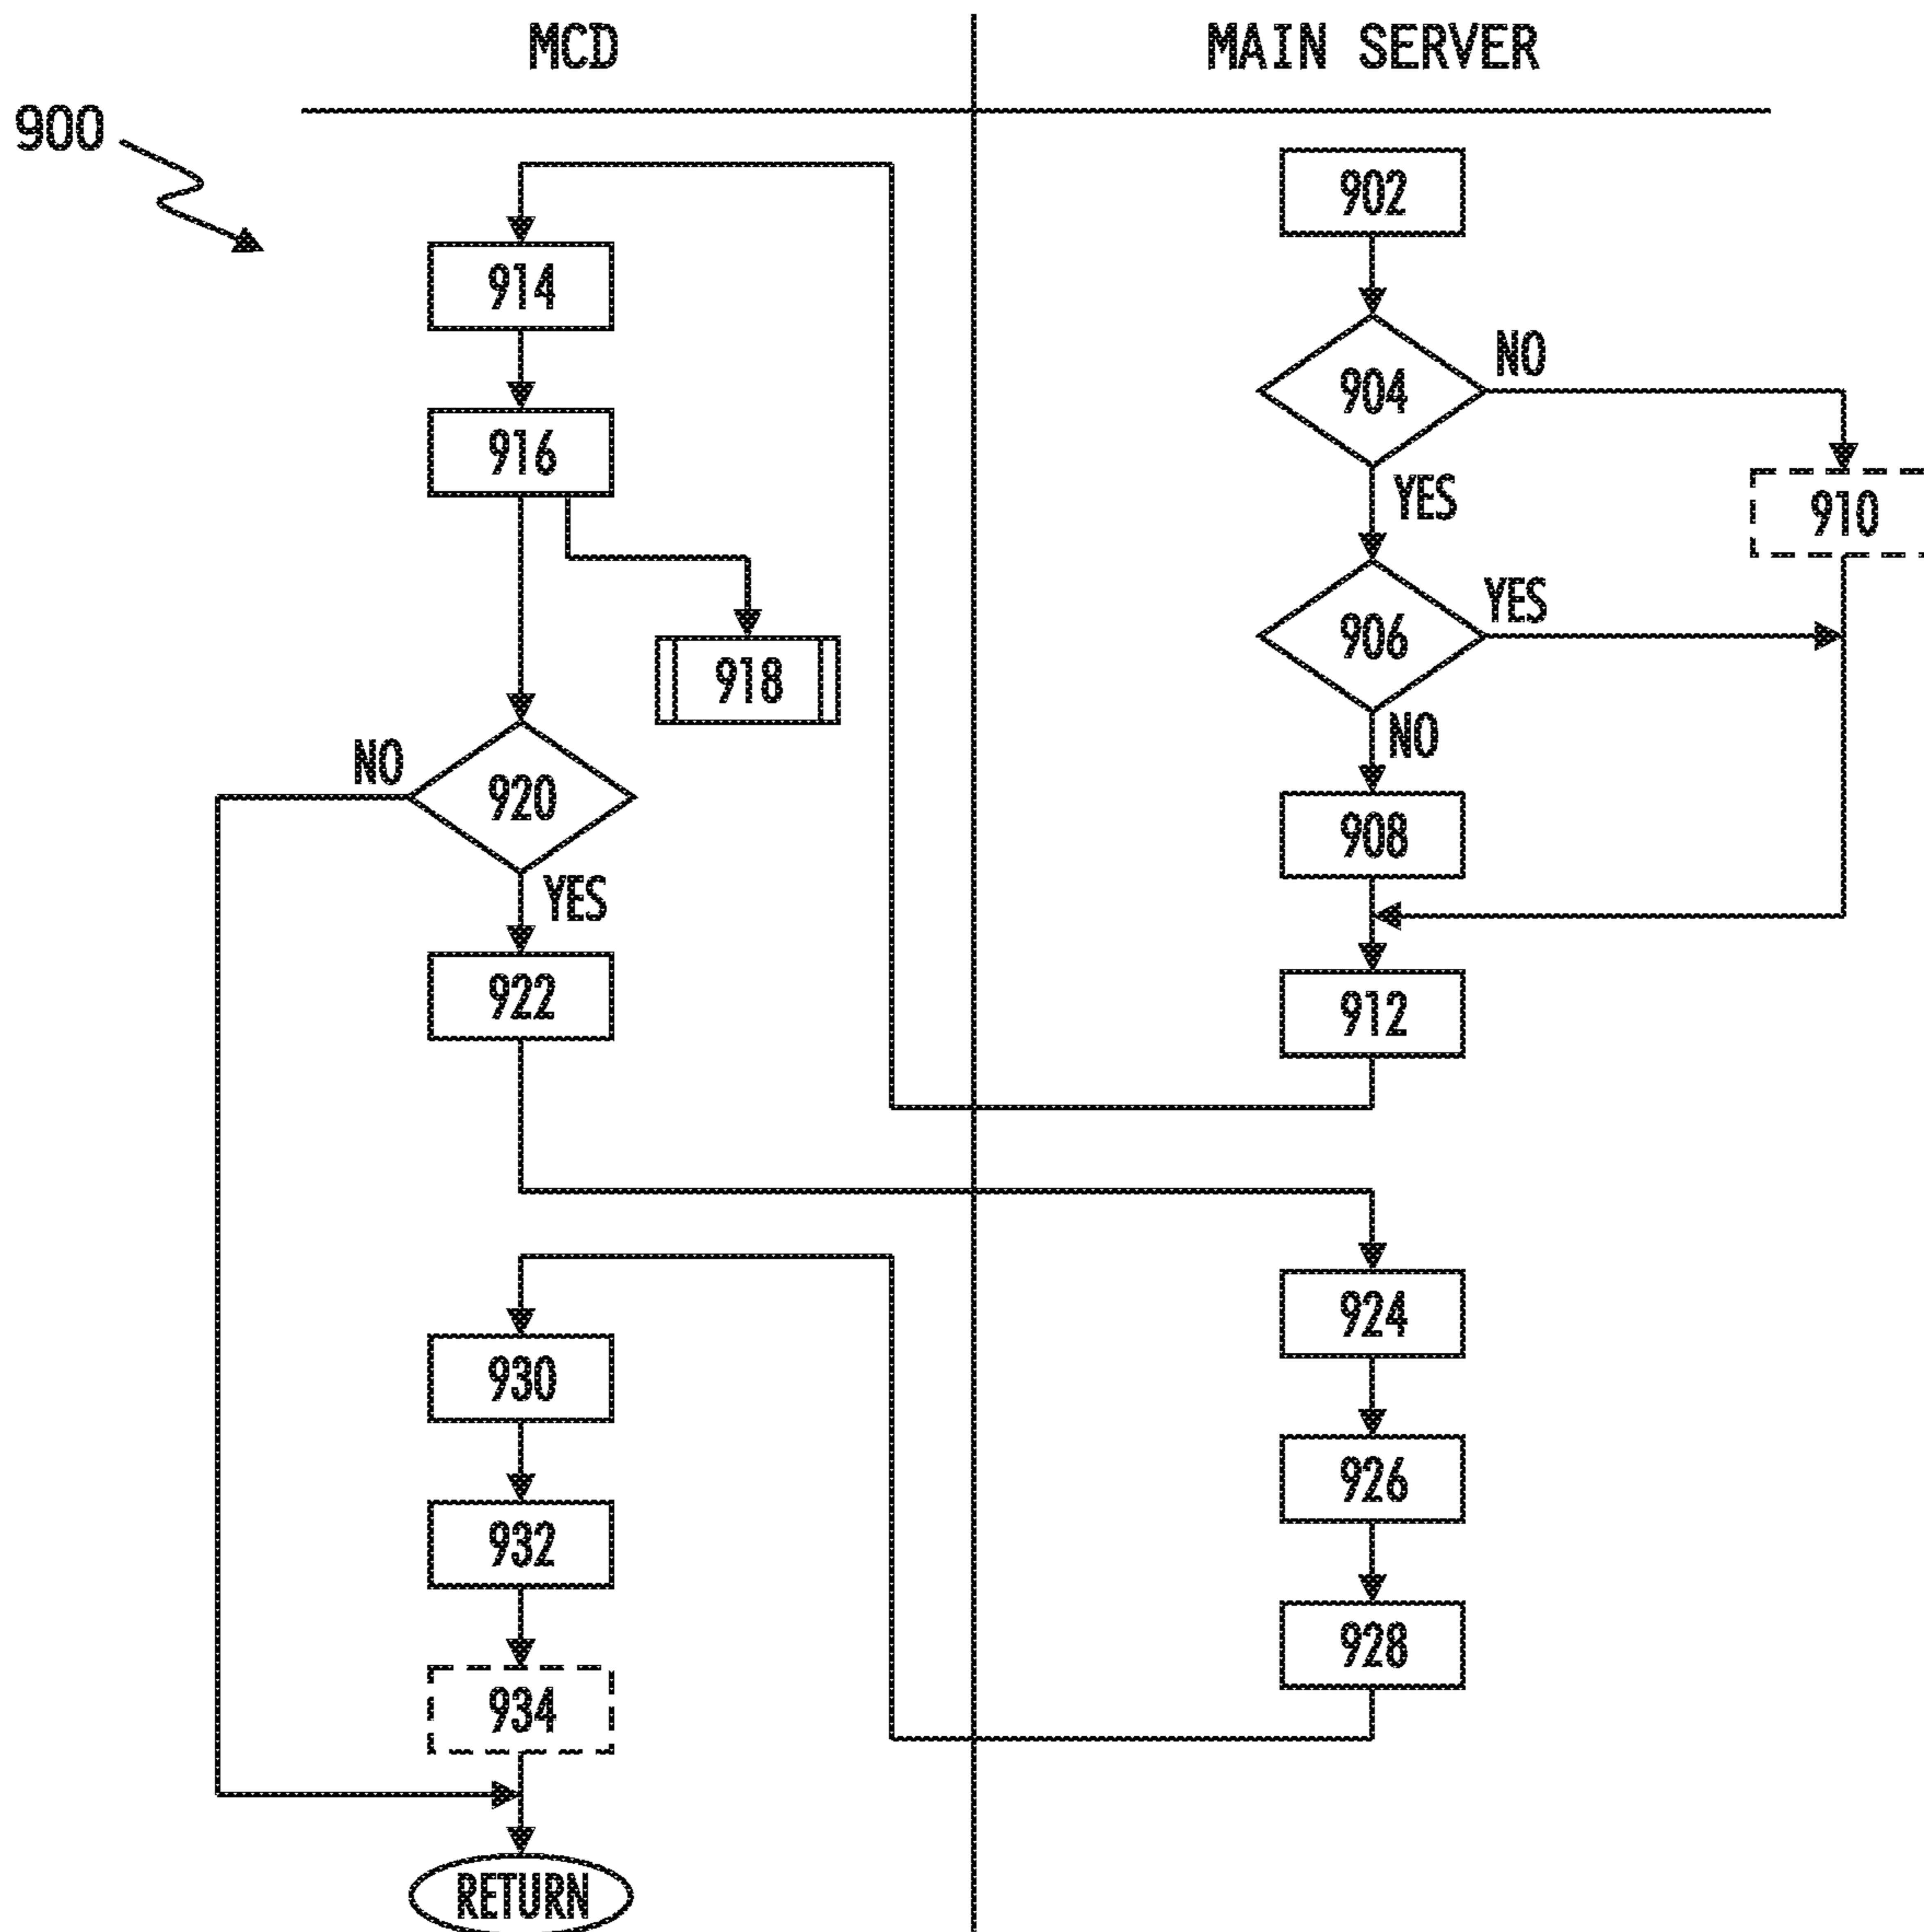 MCD
MAIN SERVER
900
902
914
904
NO
916
YES
910
906
YES
918
NO
NO
920
908
YES
922
912
924
930
926
932
928
934
RETURN